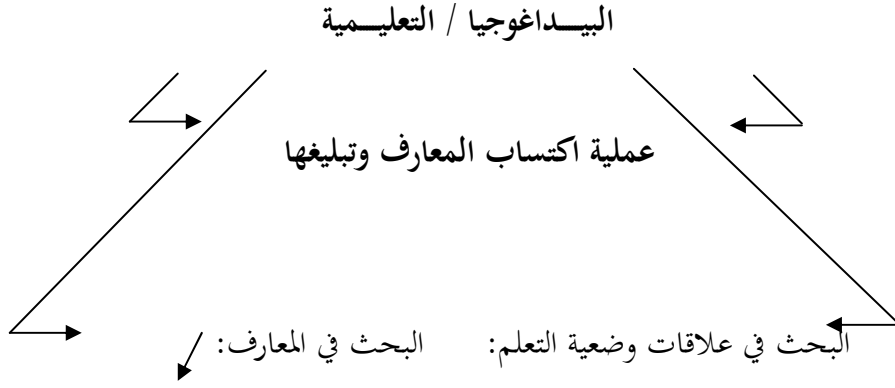 البيـــداغوجيا / التعليـــمية
عملية اكتساب المعارف وتبليغها
البحث في علاقات وضعية التعلم: البحث في المعارف: